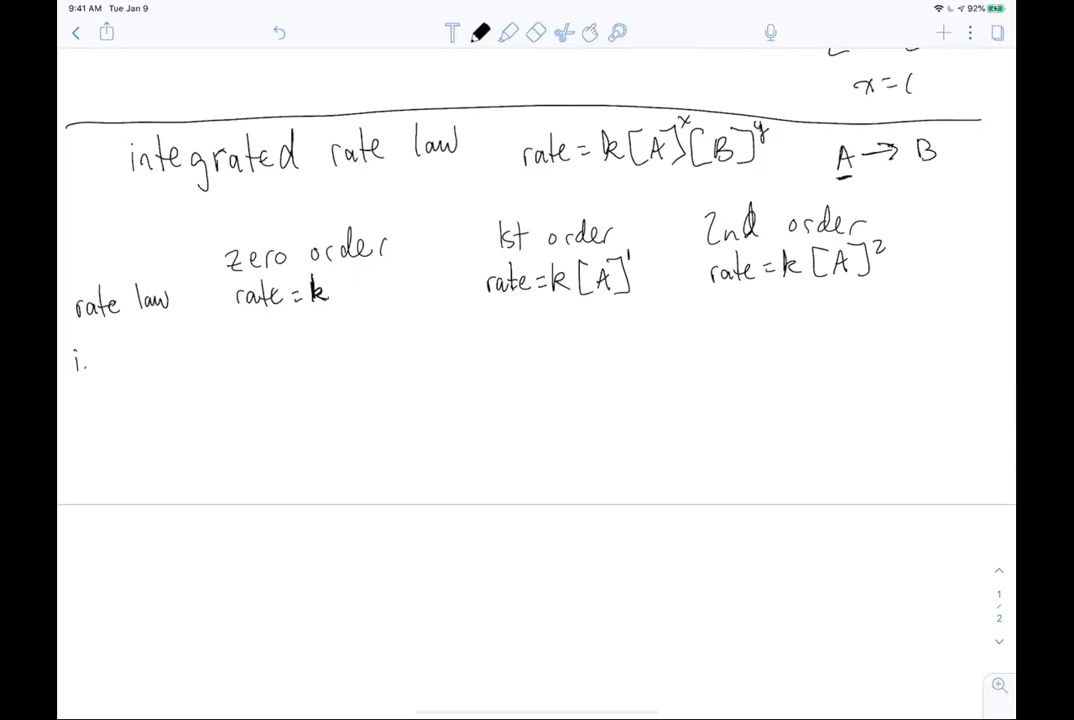 9:41 AM Tue Jan 9
92%
T
x=(
integrated rate law rate = k[A]^x[B]^y A → B
zero order 1st order 2nd order
rate law rate = k rate = k[A]^1 rate = k[A]^2
i.
1
/
2